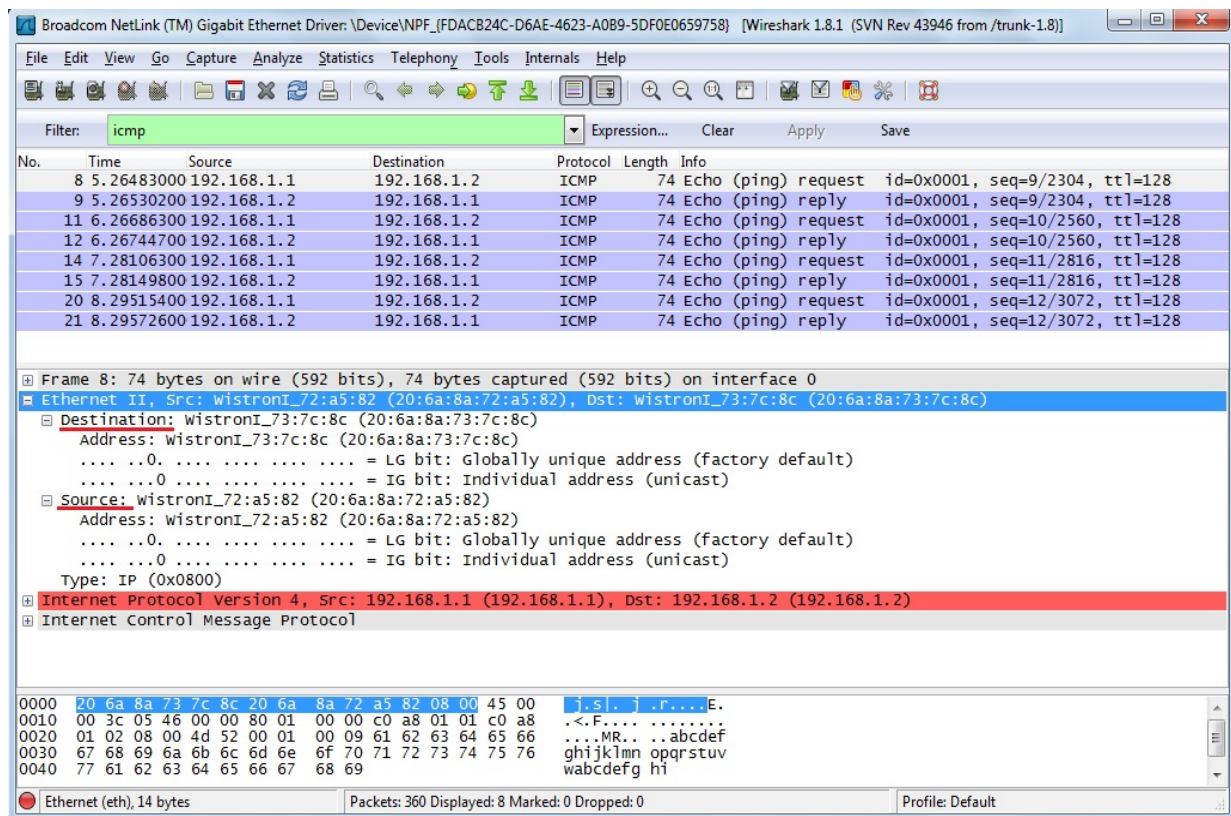 Broadcom NetLink (TM) Gigabit Ethernet Driver: \Device\NPF_{FDACB24C-D6AE-4623-A0B9-5DF0E0659758} [Wireshark 1.8.1 (SVN Rev 43946 from /trunk-1.8)]
File Edit View Go Capture Analyze Statistics Telephony Tools Internals Help
Filter: icmp Expression... Clear Apply Save
No. Time Source Destination Protocol Length Info
8 5.26483000 192.168.1.1 192.168.1.2 ICMP 74 Echo (ping) request id=0x0001, seq=9/2304, ttl=128
9 5.26530200 192.168.1.2 192.168.1.1 ICMP 74 Echo (ping) reply id=0x0001, seq=9/2304, ttl=128
11 6.26686300 192.168.1.1 192.168.1.2 ICMP 74 Echo (ping) request id=0x0001, seq=10/2560, ttl=128
12 6.26744700 192.168.1.2 192.168.1.1 ICMP 74 Echo (ping) reply id=0x0001, seq=10/2560, ttl=128
14 7.28106300 192.168.1.1 192.168.1.2 ICMP 74 Echo (ping) request id=0x0001, seq=11/2816, ttl=128
15 7.28149800 192.168.1.2 192.168.1.1 ICMP 74 Echo (ping) reply id=0x0001, seq=11/2816, ttl=128
20 8.29515400 192.168.1.1 192.168.1.2 ICMP 74 Echo (ping) request id=0x0001, seq=12/3072, ttl=128
21 8.29572600 192.168.1.2 192.168.1.1 ICMP 74 Echo (ping) reply id=0x0001, seq=12/3072, ttl=128
Frame 8: 74 bytes on wire (592 bits), 74 bytes captured (592 bits) on interface 0
Ethernet II, Src: WistronI_72:a5:82 (20:6a:8a:72:a5:82), Dst: WistronI_73:7c:8c (20:6a:8a:73:7c:8c)
Destination: WistronI_73:7c:8c (20:6a:8a:73:7c:8c)
Address: WistronI_73:7c:8c (20:6a:8a:73:7c:8c)
.... ..0. .... .... .... .... = LG bit: Globally unique address (factory default)
.... ...0 .... .... .... .... = IG bit: Individual address (unicast)
Source: WistronI_72:a5:82 (20:6a:8a:72:a5:82)
Address: WistronI_72:a5:82 (20:6a:8a:72:a5:82)
.... ..0. .... .... .... .... = LG bit: Globally unique address (factory default)
.... ...0 .... .... .... .... = IG bit: Individual address (unicast)
Type: IP (0x0800)
Internet Protocol Version 4, Src: 192.168.1.1 (192.168.1.1), Dst: 192.168.1.2 (192.168.1.2)
Internet Control Message Protocol
0000 20 6a 8a 73 7c 8c 20 6a 8a 72 a5 82 08 00 45 00 j.s|. j .r....E.
0010 00 3c 05 46 00 00 80 01 00 00 c0 a8 01 01 c0 a8 .<.F.... ........
0020 01 02 08 00 4d 52 00 01 00 09 61 62 63 64 65 66 ....MR.. ..abcdef
0030 67 68 69 6a 6b 6c 6d 6e 6f 70 71 72 73 74 75 76 ghijklmn opqrstuv
0040 77 61 62 63 64 65 66 67 68 69 wabcdefg hi
Ethernet (eth), 14 bytes Packets: 360 Displayed: 8 Marked: 0 Dropped: 0 Profile: Default